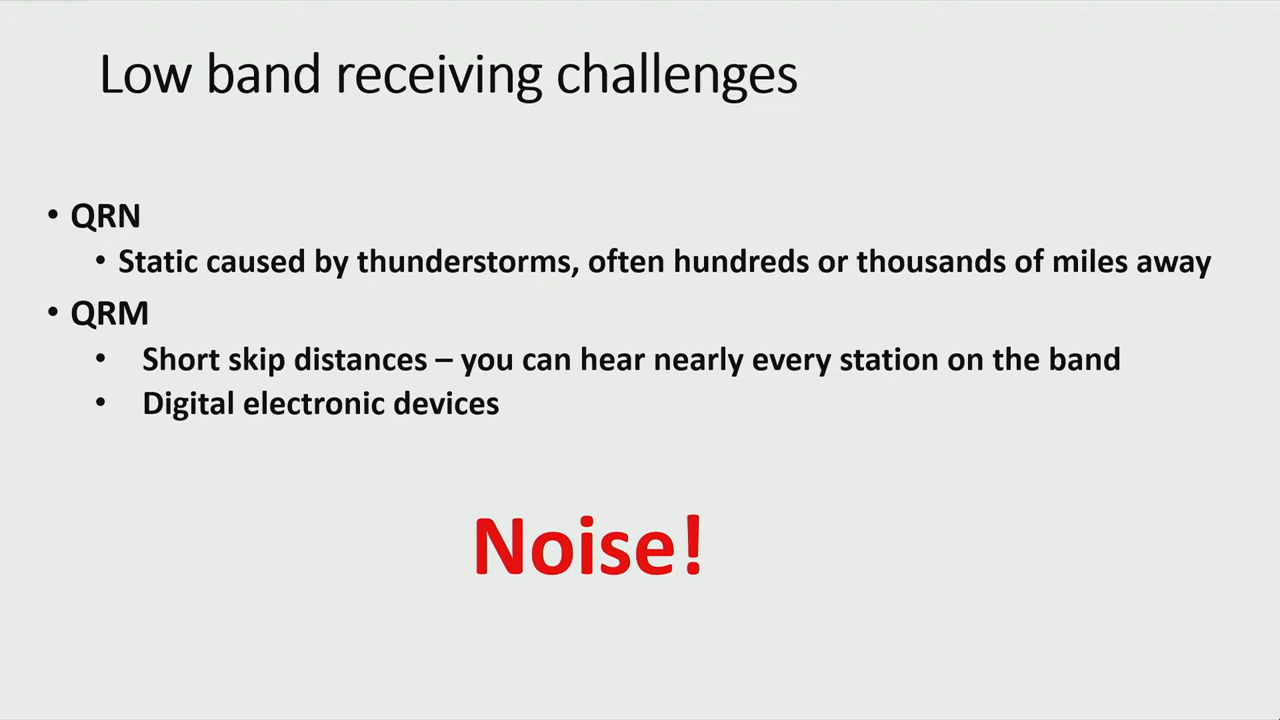 Low band receiving challenges
• QRN
• Static caused by thunderstorms, often hundreds or thousands of miles away
• QRM
• Short skip distances – you can hear nearly every station on the band
• Digital electronic devices
Noise!